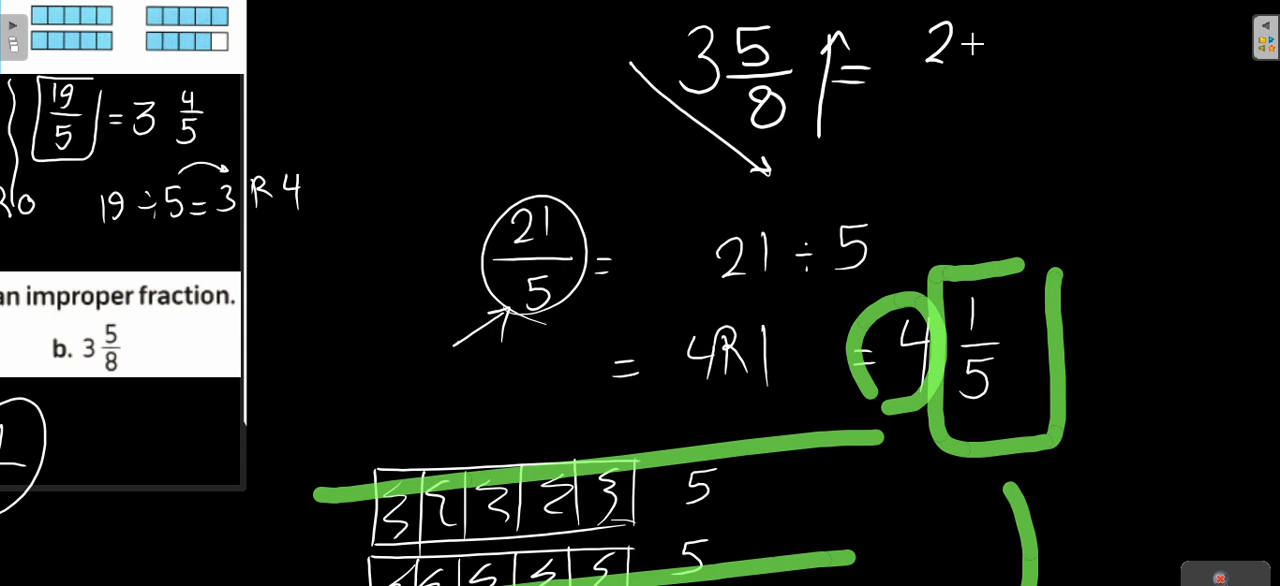 3 5/8 = 2+
19/5 = 3 4/5
19 ÷ 5 = 3 R 4
21/5 = 21 ÷ 5
= 4R1 = 4 1/5
an improper fraction.
b. 3 5/8
5
5